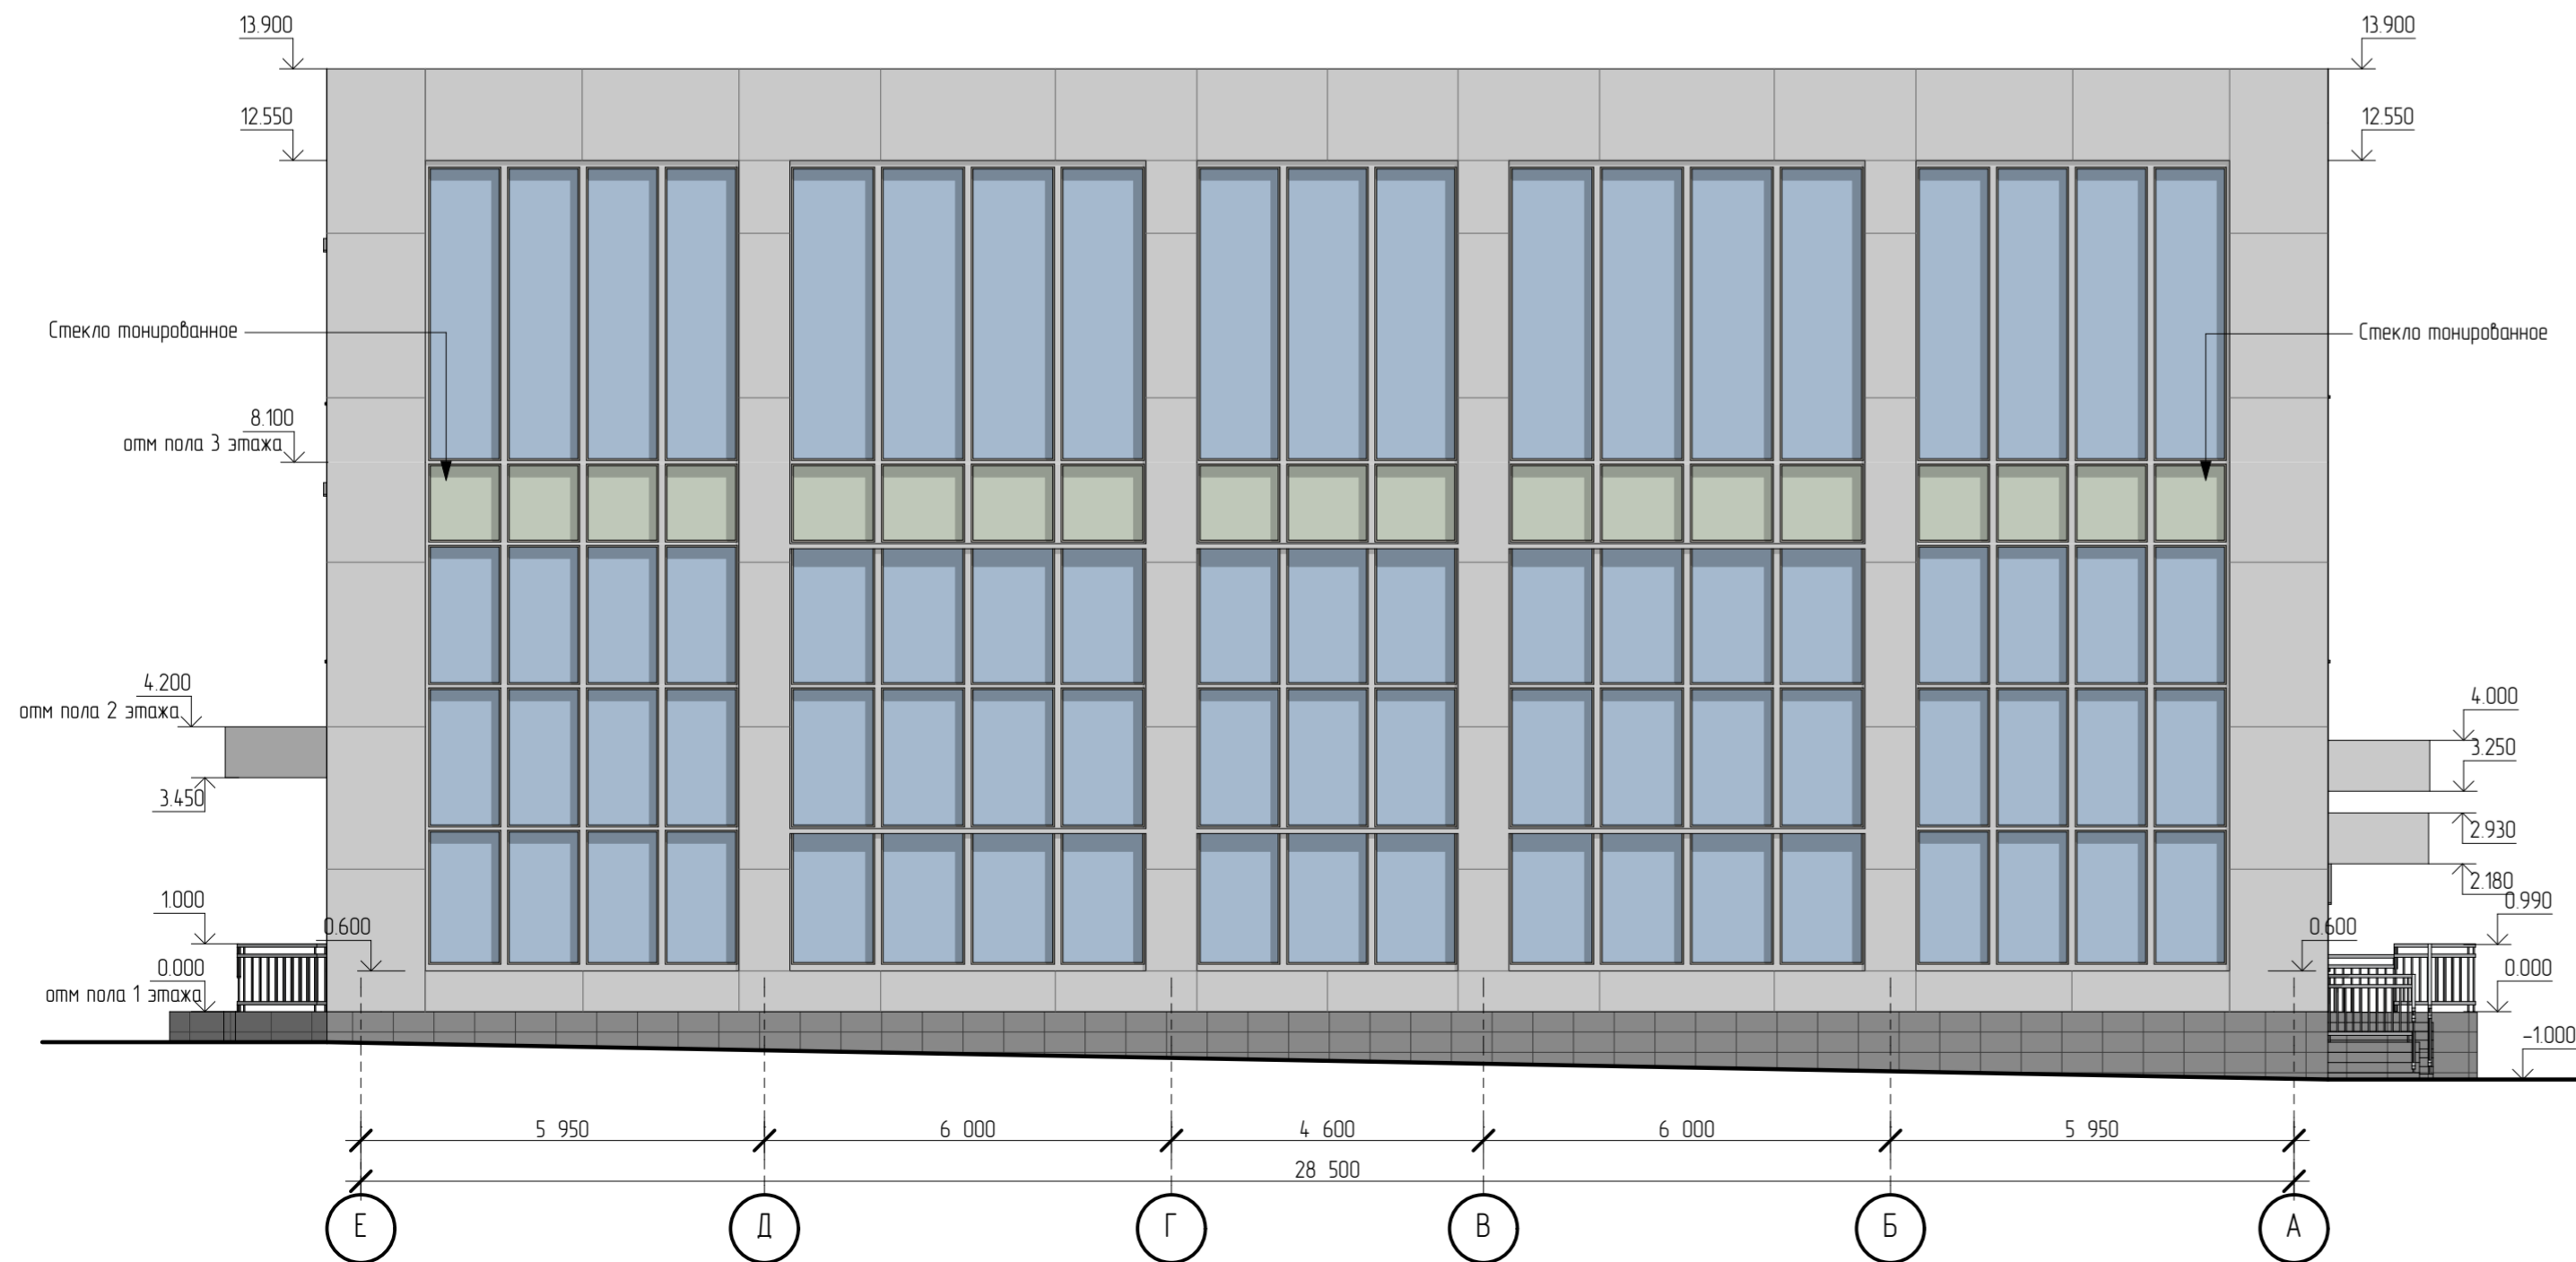 13.900
13.900
12.550
12.550
Стекло тонированное
Стекло тонированное
8.100
отм пола 3 этажа
4.200
отм пола 2 этажа
4.000
3.250
3.450
2.930
2.180
1.000
0.990
0.600
0.600
0.000
отм пола 1 этажа
0.000
-1.000
5 950
6 000
4 600
6 000
5 950
28 500
Е
Д
Г
В
Б
А